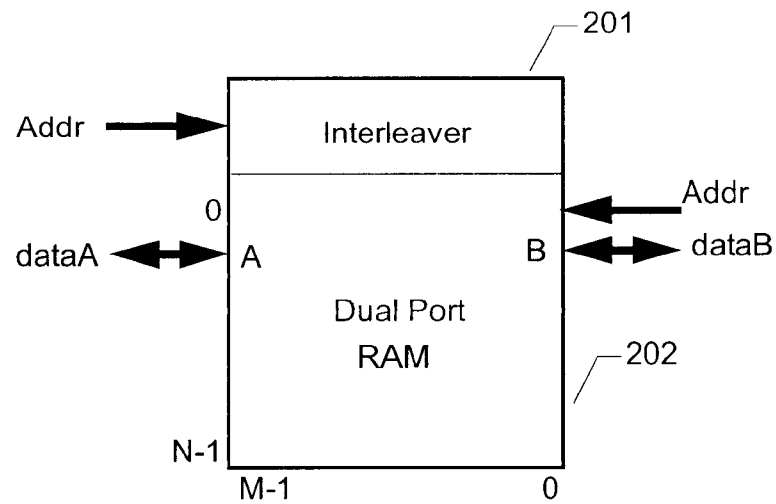 201
Addr
Interleaver
0
Addr
dataA
A
B
dataB
Dual Port
RAM
202
N-1
M-1
0